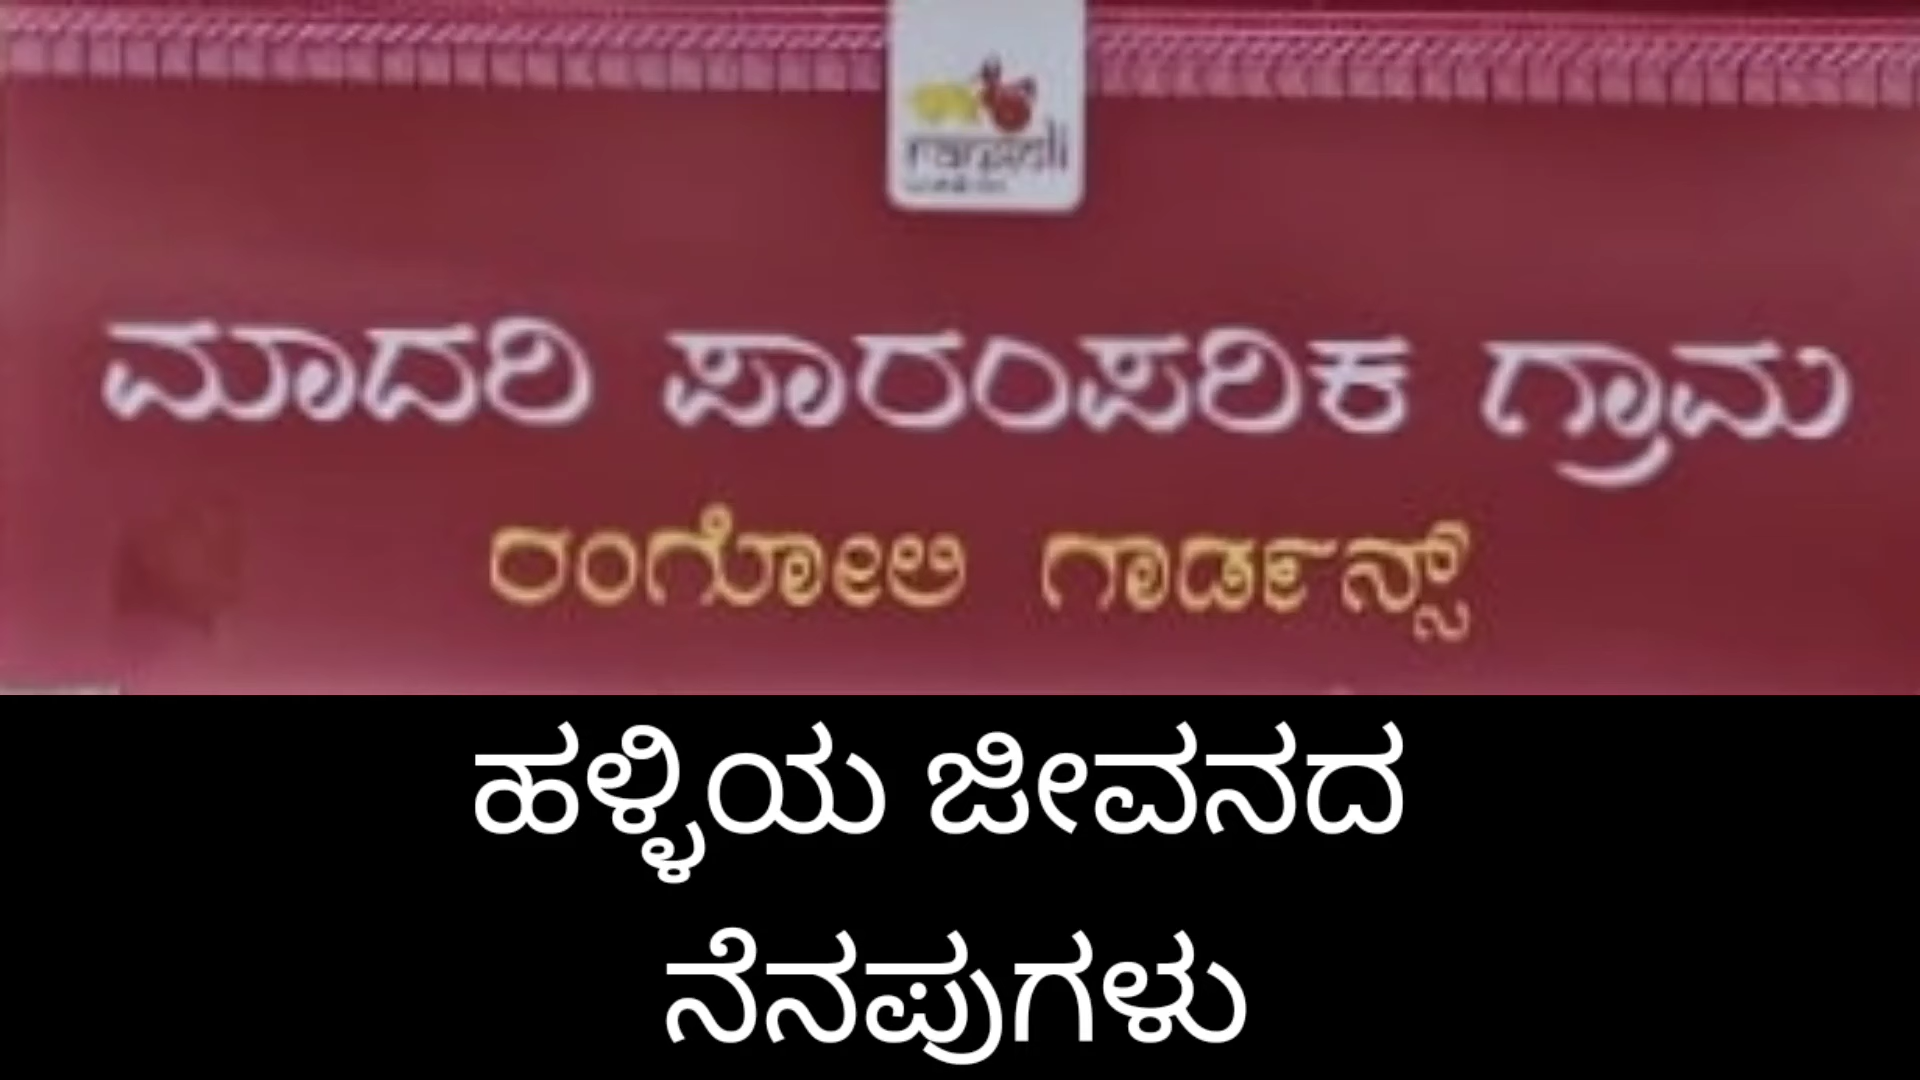 ಮಾದರಿ ಪಾರಂಪರಿಕ ಗ್ರಾಮ
ರಂಗೋಲಿ ಗಾರ್ಡನ್ಸ್
ಹಳ್ಳಿಯ ಜೀವನದ
ನೆನಪುಗಳು